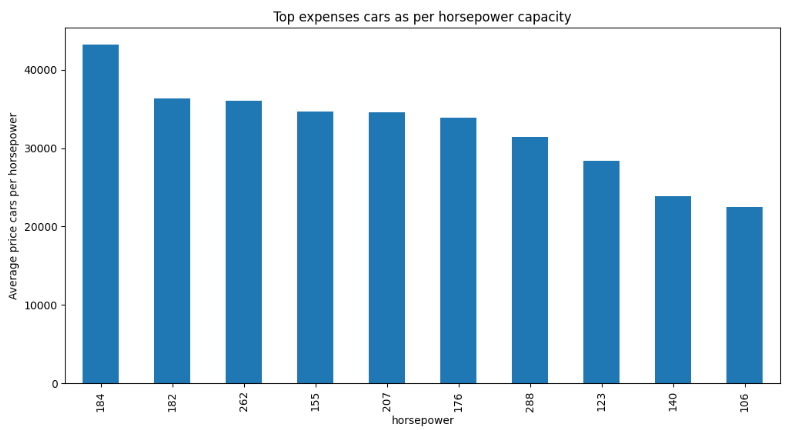 Top expenses cars as per horsepower capacity
Average price cars per horsepower
40000
30000
20000
10000
0
184 182 262 155 207 176 288 123 140 106
horsepower